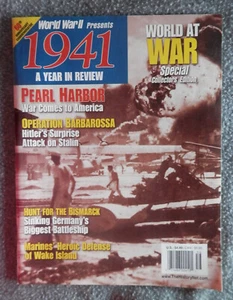 World War II Presents
1941
A YEAR IN REVIEW
WORLD AT
WAR
Special
Collectors' Edition
PEARL HARBOR
War Comes to America
OPERATION BARBAROSSA
Hitler's Surprise
Attack on Stalin
HUNT FOR THE BISMARCK
Sinking Germany's
Biggest Battleship
Marines' Heroic Defense
of Wake Island